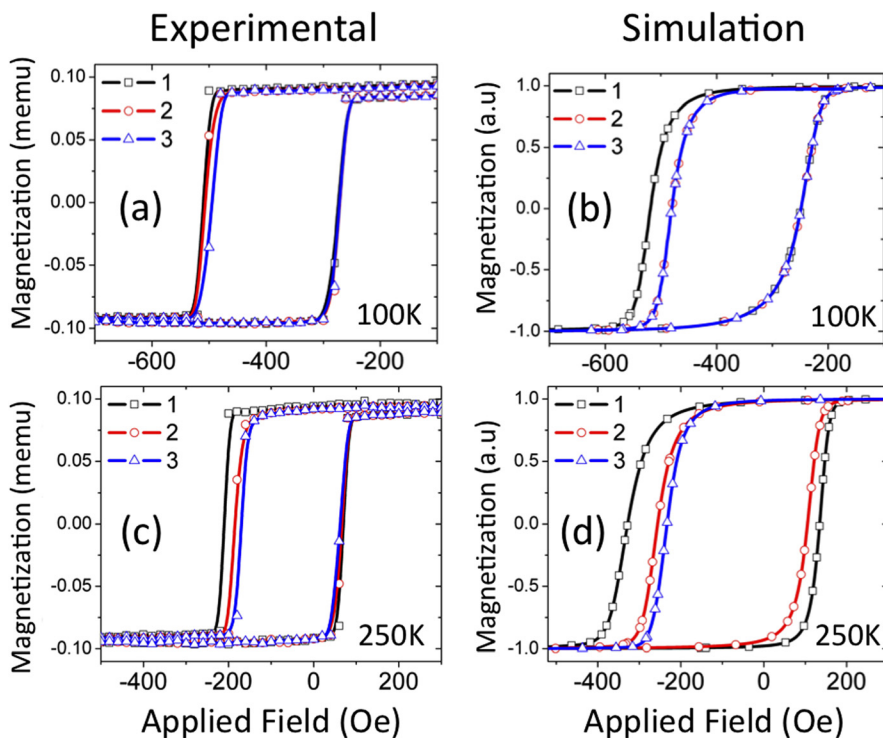 Experimental
Simulation
Magnetization (memu)
0.10
0.05
0.00
-0.05
-0.10
1
2
3
(a)
100K
-600
-400
-200
Magnetization (a.u)
1.0
0.5
0.0
-0.5
-1.0
1
2
3
(b)
100K
-600
-400
-200
Magnetization (memu)
0.10
0.05
0.00
-0.05
-0.10
1
2
3
(c)
250K
-400
-200
0
200
Applied Field (Oe)
Magnetization (a.u)
1.0
0.5
0.0
-0.5
-1.0
1
2
3
(d)
250K
-400
-200
0
200
Applied Field (Oe)